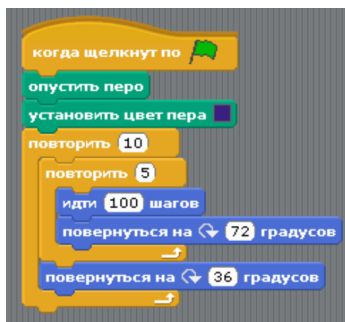 когда щелкнут по
опустить перо
установить цвет пера
повторить 10
повторить 5
идти 100 шагов
повернуться на 72 градусов
повернуться на 36 градусов